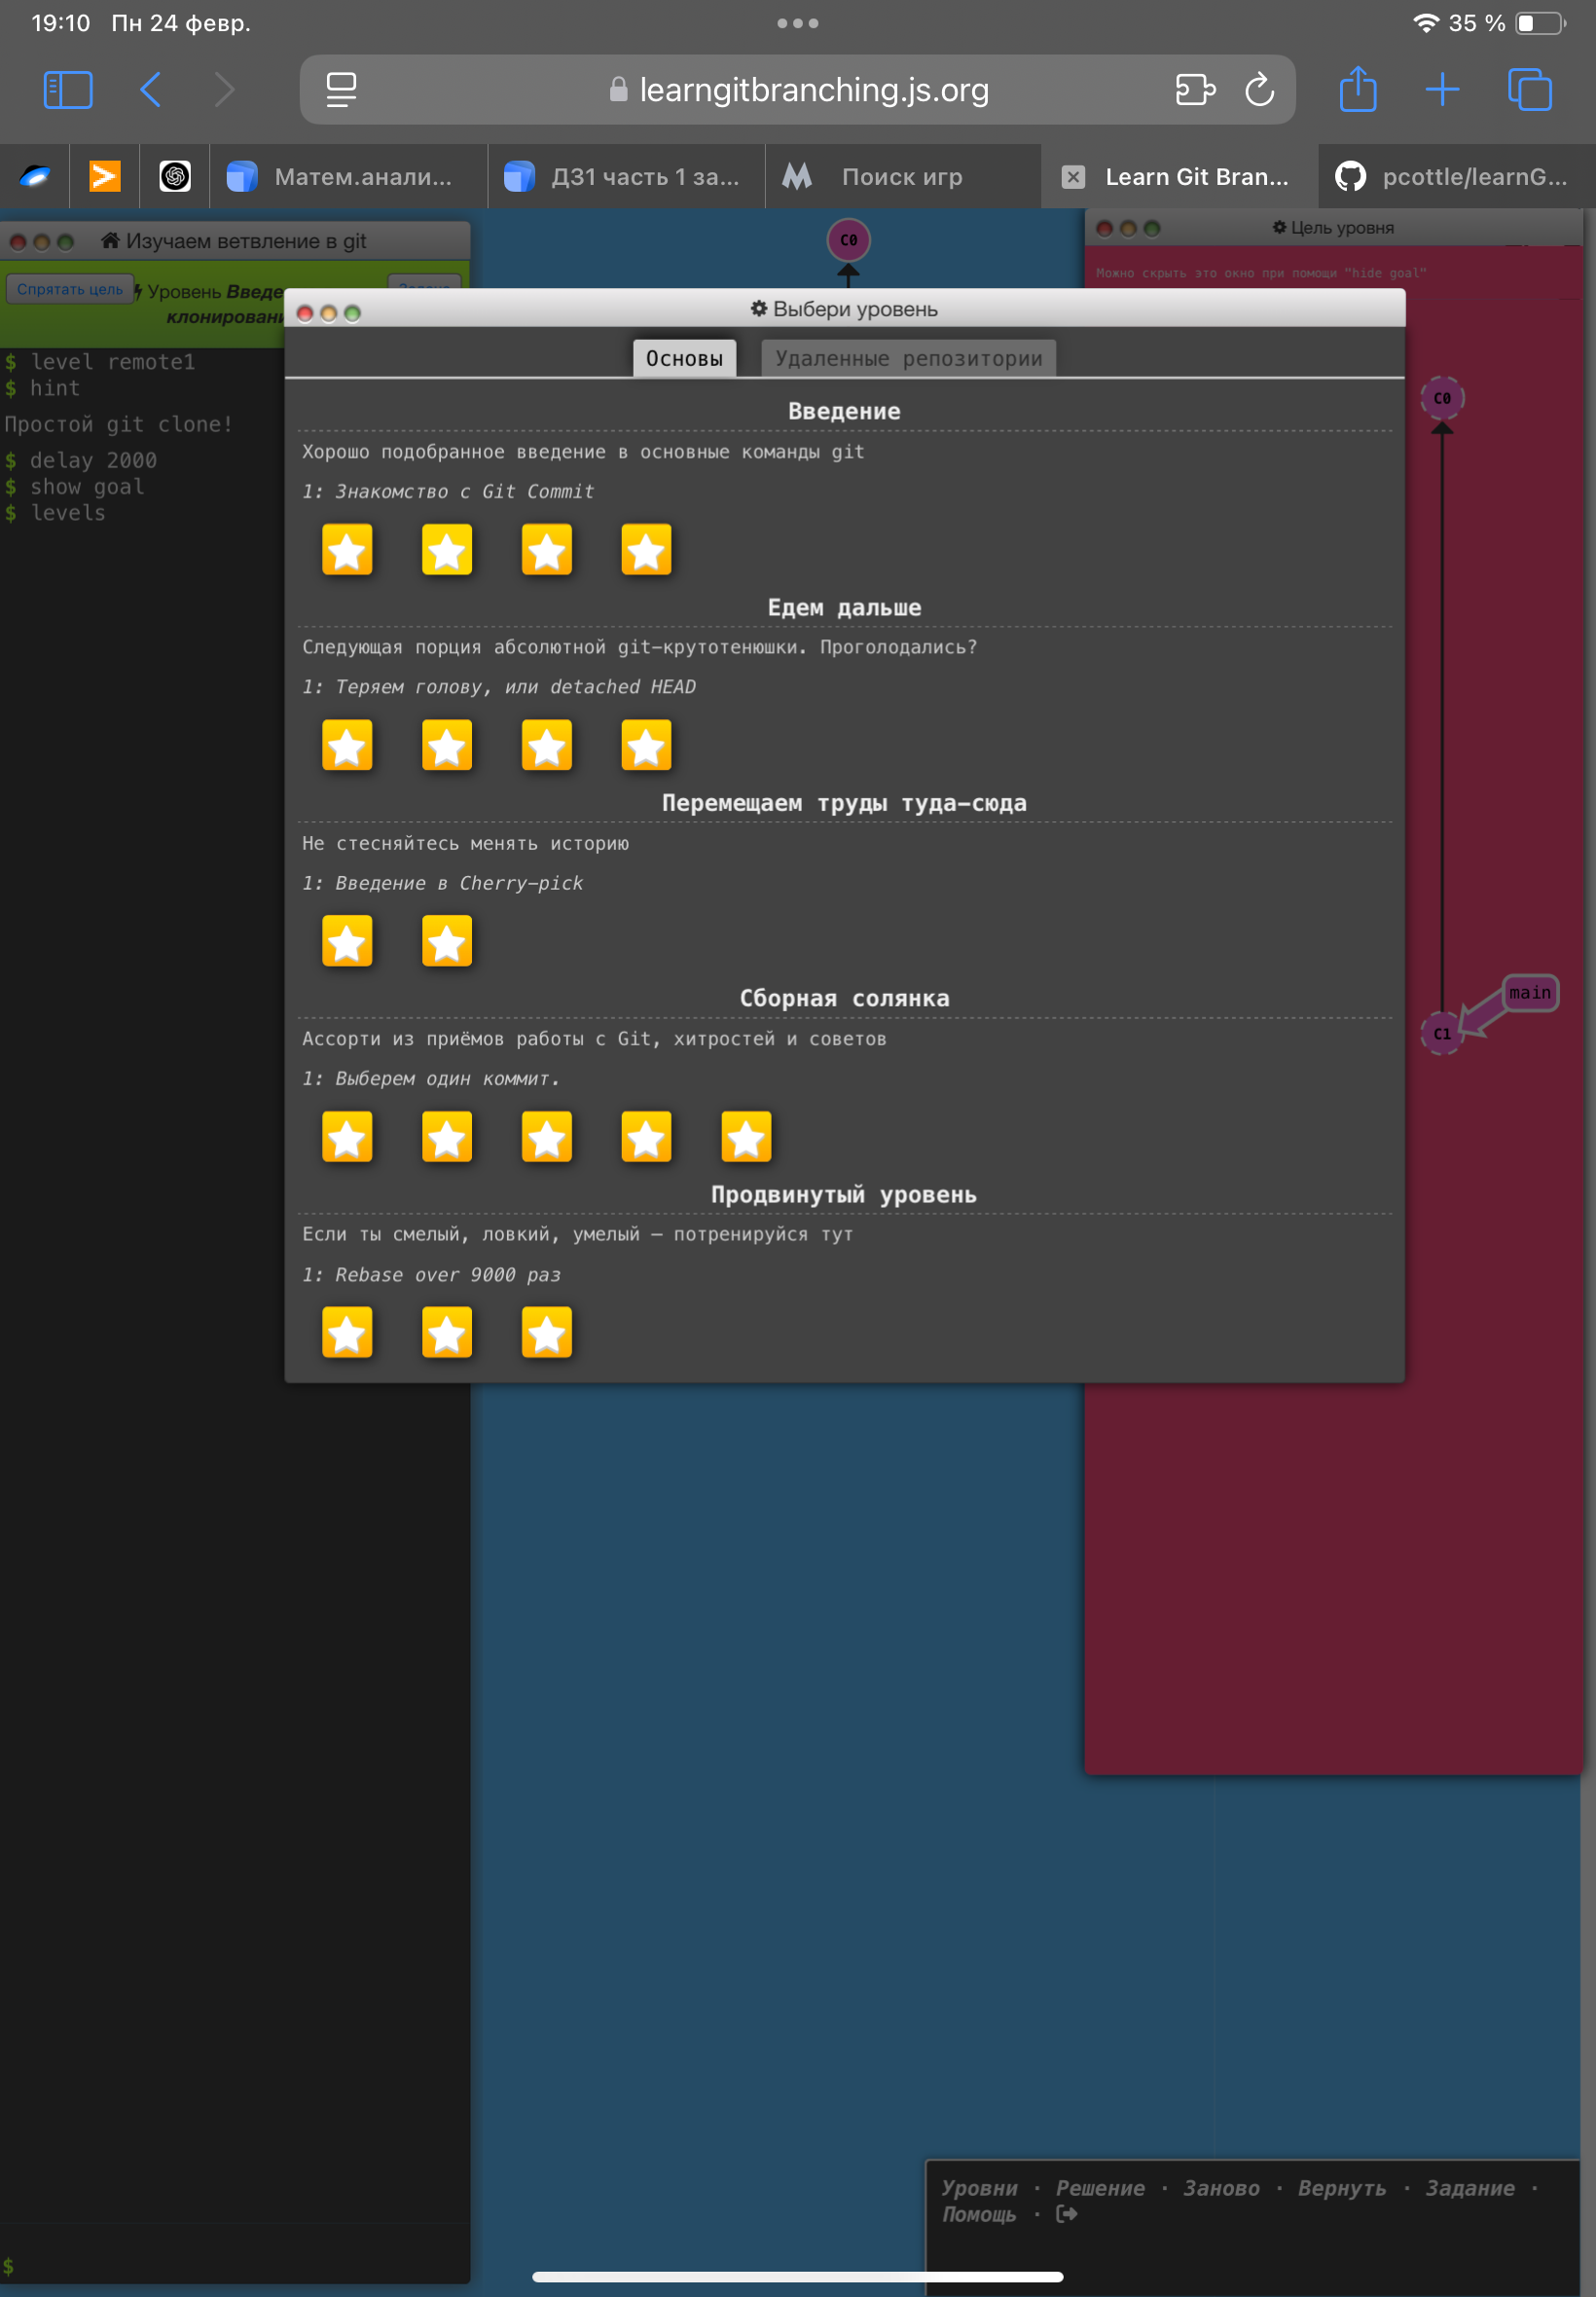 19:10 Пн 24 февр.
35 %
learngitbranching.js.org
Матем.анали...
ДЗ1 часть 1 за...
Поиск игр
Learn Git Bran...
pcottle/learnG...
Изучаем ветвление в git
Спрятать цель
Уровень Введе
клонировани
$ level remote1
$ hint
Простой git clone!
$ delay 2000
$ show goal
$ levels
$
C0
Цель уровня
Можно скрыть это окно при помощи "hide goal"
C0
main
C1
Выбери уровень
Основы
Удаленные репозитории
Введение
Хорошо подобранное введение в основные команды git
1: Знакомство с Git Commit
Едем дальше
Следующая порция абсолютной git-крутотенюшки. Проголодались?
1: Теряем голову, или detached HEAD
Перемещаем труды туда-сюда
Не стесняйтесь менять историю
1: Введение в Cherry-pick
Сборная солянка
Ассорти из приёмов работы с Git, хитростей и советов
1: Выберем один коммит.
Продвинутый уровень
Если ты смелый, ловкий, умелый – потренируйся тут
1: Rebase over 9000 раз
Уровни · Решение · Заново · Вернуть · Задание ·
Помощь ·